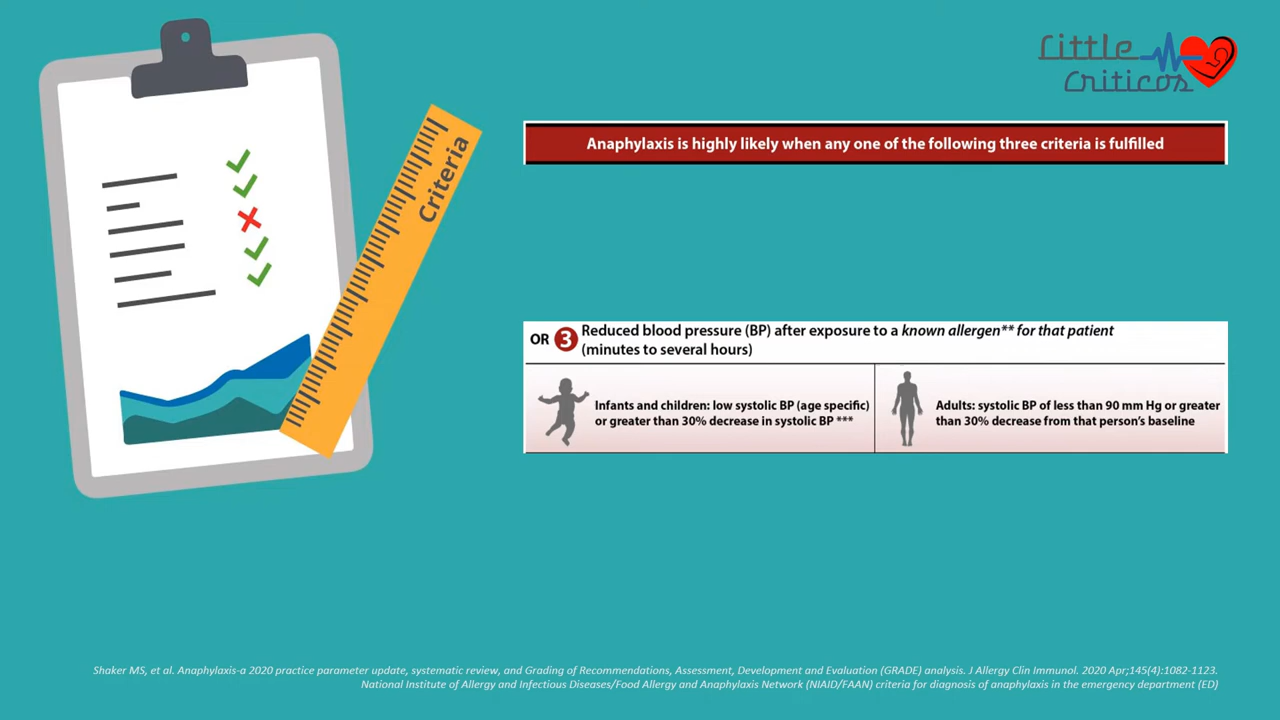 Little
Criticos
Criteria
Anaphylaxis is highly likely when any one of the following three criteria is fulfilled
OR 3 Reduced blood pressure (BP) after exposure to a known allergen** for that patient
(minutes to several hours)
Infants and children: low systolic BP (age specific)
or greater than 30% decrease in systolic BP ***
Adults: systolic BP of less than 90 mm Hg or greater
than 30% decrease from that person's baseline
Shaker MS, et al. Anaphylaxis-a 2020 practice parameter update, systematic review, and Grading of Recommendations, Assessment, Development and Evaluation (GRADE) analysis. J Allergy Clin Immunol. 2020 Apr;145(4):1082-1123.
National Institute of Allergy and Infectious Diseases/Food Allergy and Anaphylaxis Network (NIAID/FAAN) criteria for diagnosis of anaphylaxis in the emergency department (ED)